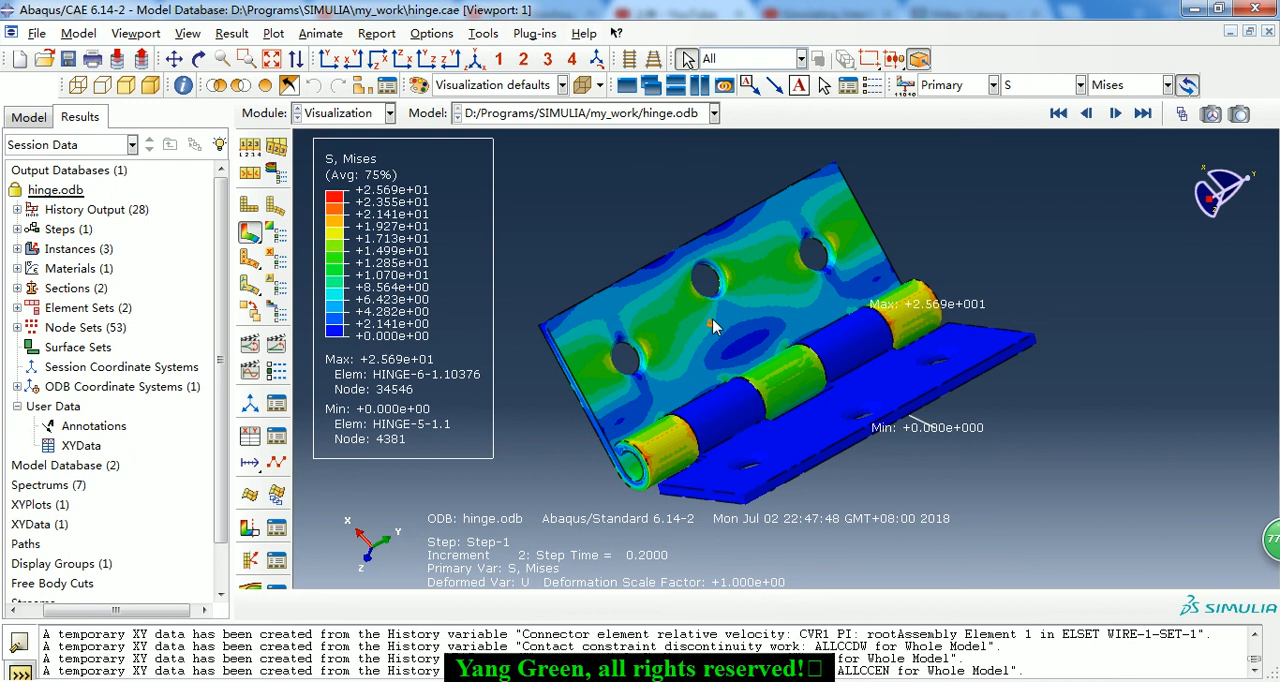 Abaqus/CAE 6.14-2 - Model Database: D:\Programs\SIMULIA\my_work\hinge.cae [Viewport: 1]
File Model Viewport View Result Plot Animate Report Options Tools Plug-ins Help
1 2 3 4 All
Visualization defaults Primary S Mises
Model Results
Module: Visualization Model: D:/Programs/SIMULIA/my_work/hinge.odb
Session Data
Output Databases (1)
hinge.odb
History Output (28)
Steps (1)
Instances (3)
Materials (1)
Sections (2)
Element Sets (2)
Node Sets (53)
Surface Sets
Session Coordinate Systems
ODB Coordinate Systems (1)
User Data
Annotations
XYData
Model Database (2)
Spectrums (7)
XYPlots (1)
XYData (1)
Paths
Display Groups (1)
Free Body Cuts
S, Mises
(Avg: 75%)
+2.569e+01
+2.355e+01
+2.141e+01
+1.927e+01
+1.713e+01
+1.499e+01
+1.285e+01
+1.070e+01
+8.564e+00
+6.423e+00
+4.282e+00
+2.141e+00
+0.000e+00
Max: +2.569e+01
Elem: HINGE-6-1.10376
Node: 34546
Min: +0.000e+00
Elem: HINGE-5-1.1
Node: 4381
Max: +2.569e+001
Min: +0.000e+000
X Y Z
X Y Z
ODB: hinge.odb Abaqus/Standard 6.14-2 Mon Jul 02 22:47:48 GMT+08:00 2018
Step: Step-1
Increment 2: Step Time = 0.2000
Primary Var: S, Mises
Deformed Var: U Deformation Scale Factor: +1.000e+00
77
SIMULIA
A temporary XY data has been created from the History variable "Connector element relative velocity: CVR1 PI: rootAssembly Element 1 in ELSET WIRE-1-SET-1".
A temporary XY data has been created from the History variable "Contact constraint discontinuity work: ALLCCDW for Whole Model".
A temporary XY data has been created from the for Whole Model".
A temporary XY data has been created from the ALLCCEN for Whole Model".
Yang Green, all rights reserved!